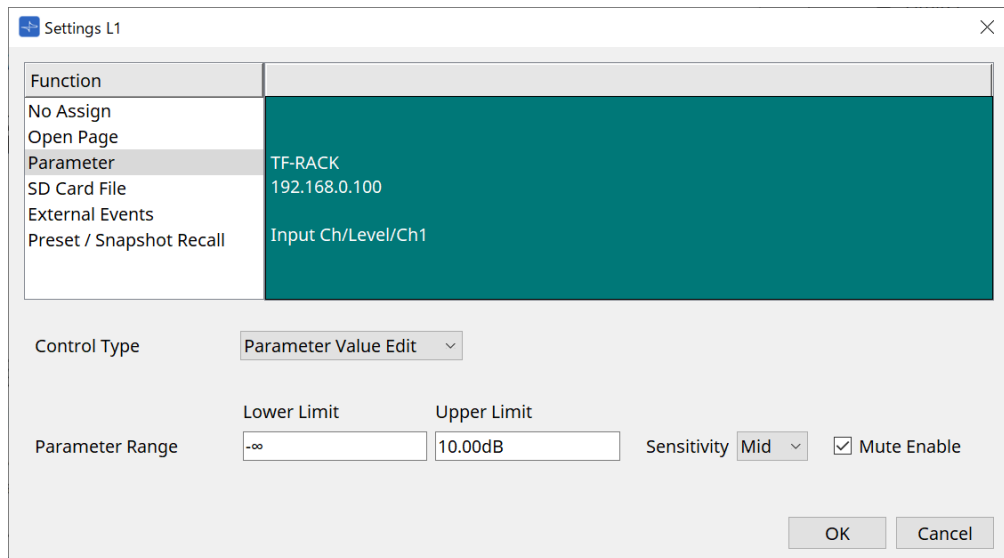 Settings L1
Function
No Assign
Open Page
Parameter
SD Card File
External Events
Preset / Snapshot Recall
TF-RACK
192.168.0.100
Input Ch/Level/Ch1
Control Type Parameter Value Edit
Lower Limit Upper Limit
Parameter Range -∞ 10.00dB Sensitivity Mid Mute Enable
OK Cancel